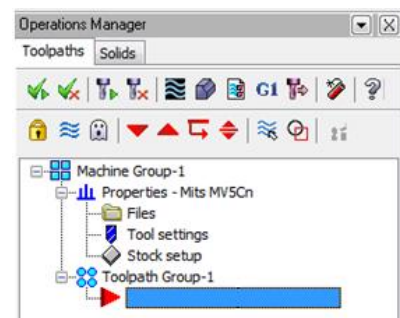 Operations Manager
Toolpaths Solids
G1
Machine Group-1
Properties - Mits MV5Cn
Files
Tool settings
Stock setup
Toolpath Group-1